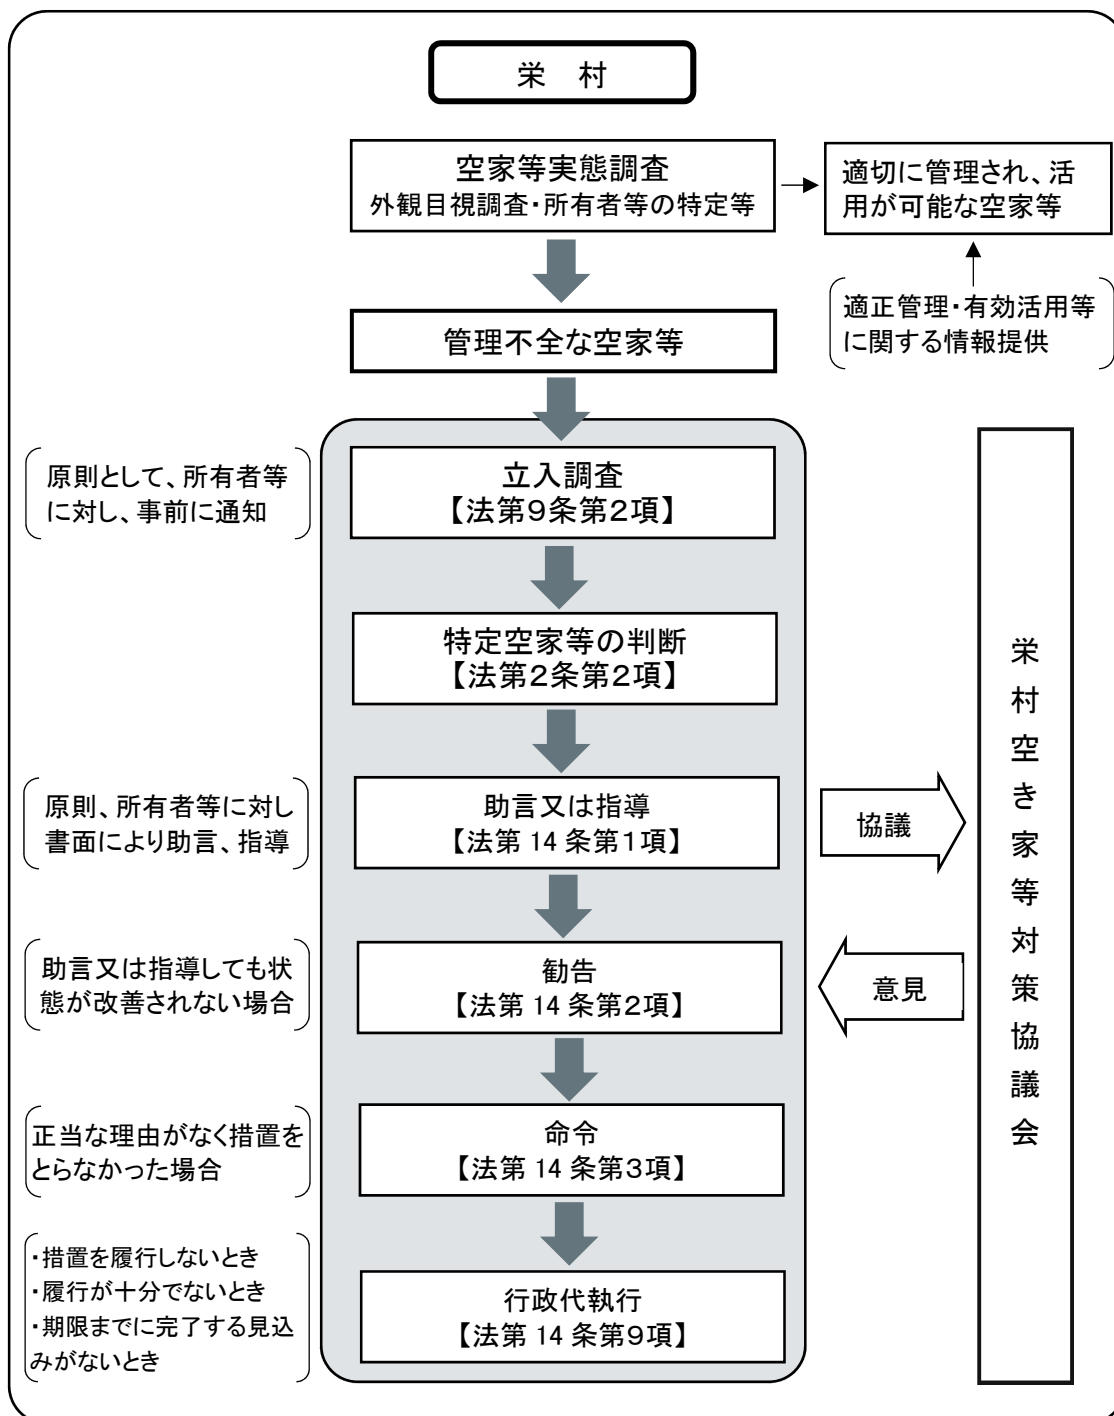 栄　村
空家等実態調査
外観目視調査・所有者等の特定等
適切に管理され、活
用が可能な空家等
適正管理・有効活用等
に関する情報提供
管理不全な空家等
原則として、所有者等
に対し、事前に通知
立入調査
【法第9条第2項】
特定空家等の判断
【法第2条第2項】
原則、所有者等に対し
書面により助言、指導
助言又は指導
【法第 14 条第1項】
協議
助言又は指導しても状
態が改善されない場合
勧告
【法第 14 条第2項】
意見
正当な理由がなく措置を
とらなかった場合
命令
【法第 14 条第3項】
・措置を履行しないとき
・履行が十分でないとき
・期限までに完了する見込
みがないとき
行政代執行
【法第 14 条第9項】
栄村空き家等対策協議会